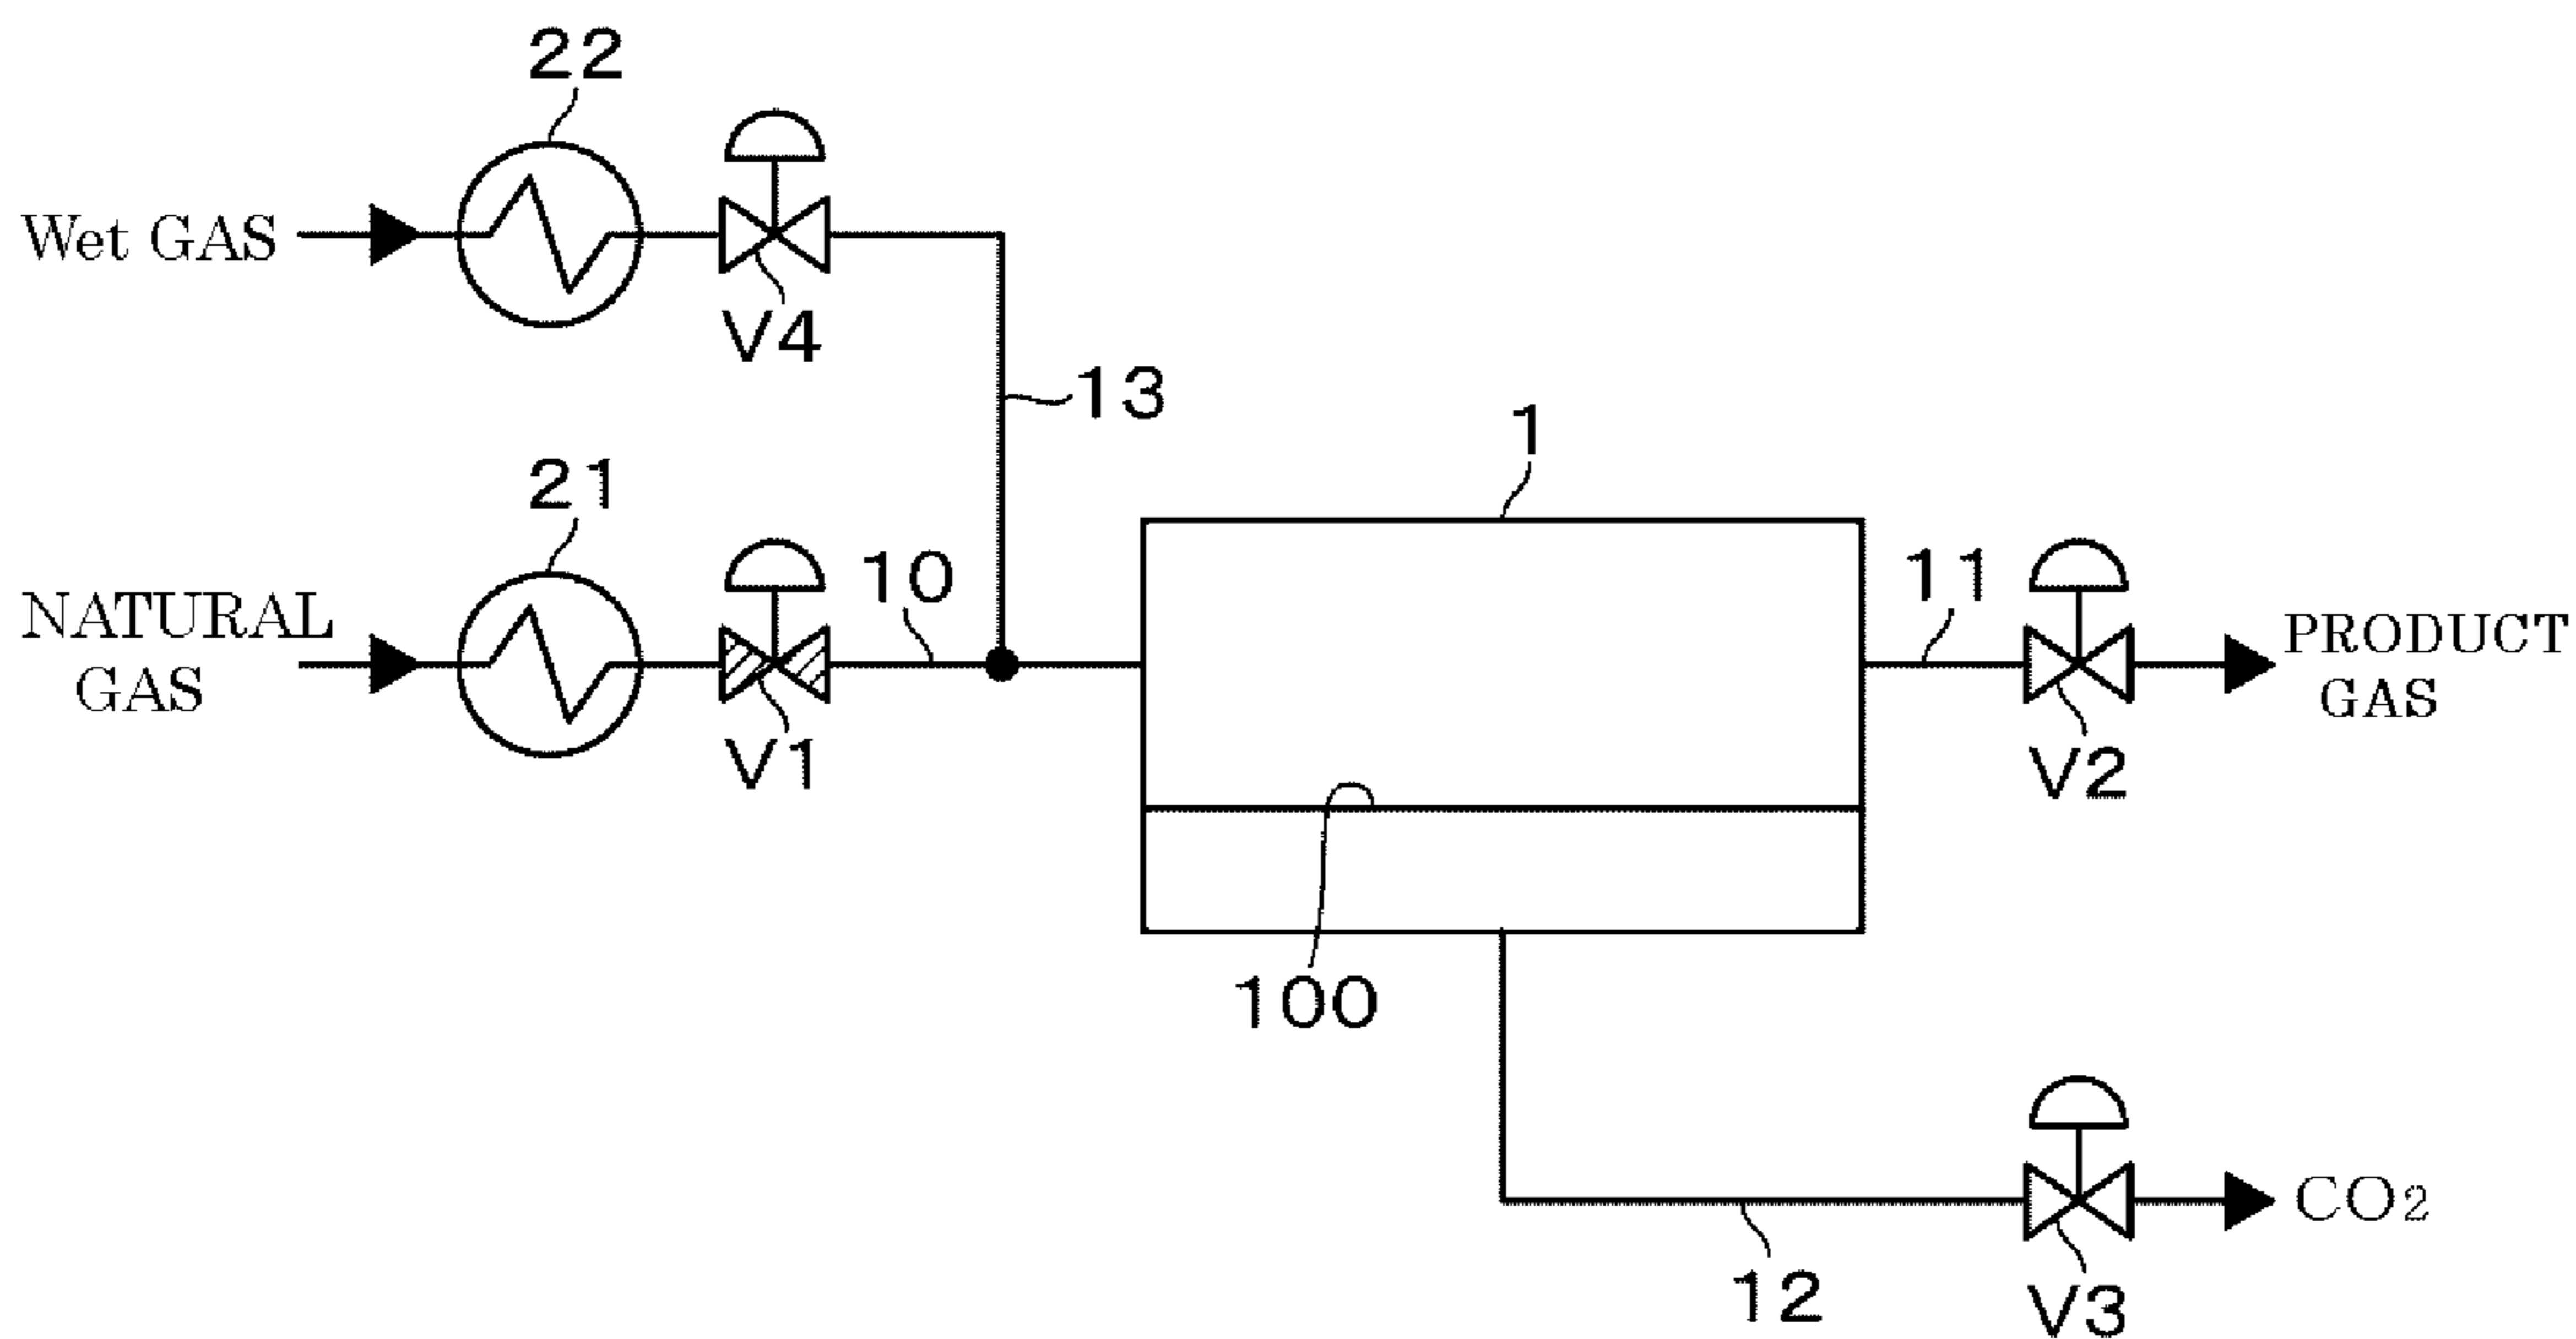 22
Wet GAS
V4
13
1
21
NATURAL
GAS
V1
10
11
PRODUCT
GAS
V2
100
12
CO2
V3